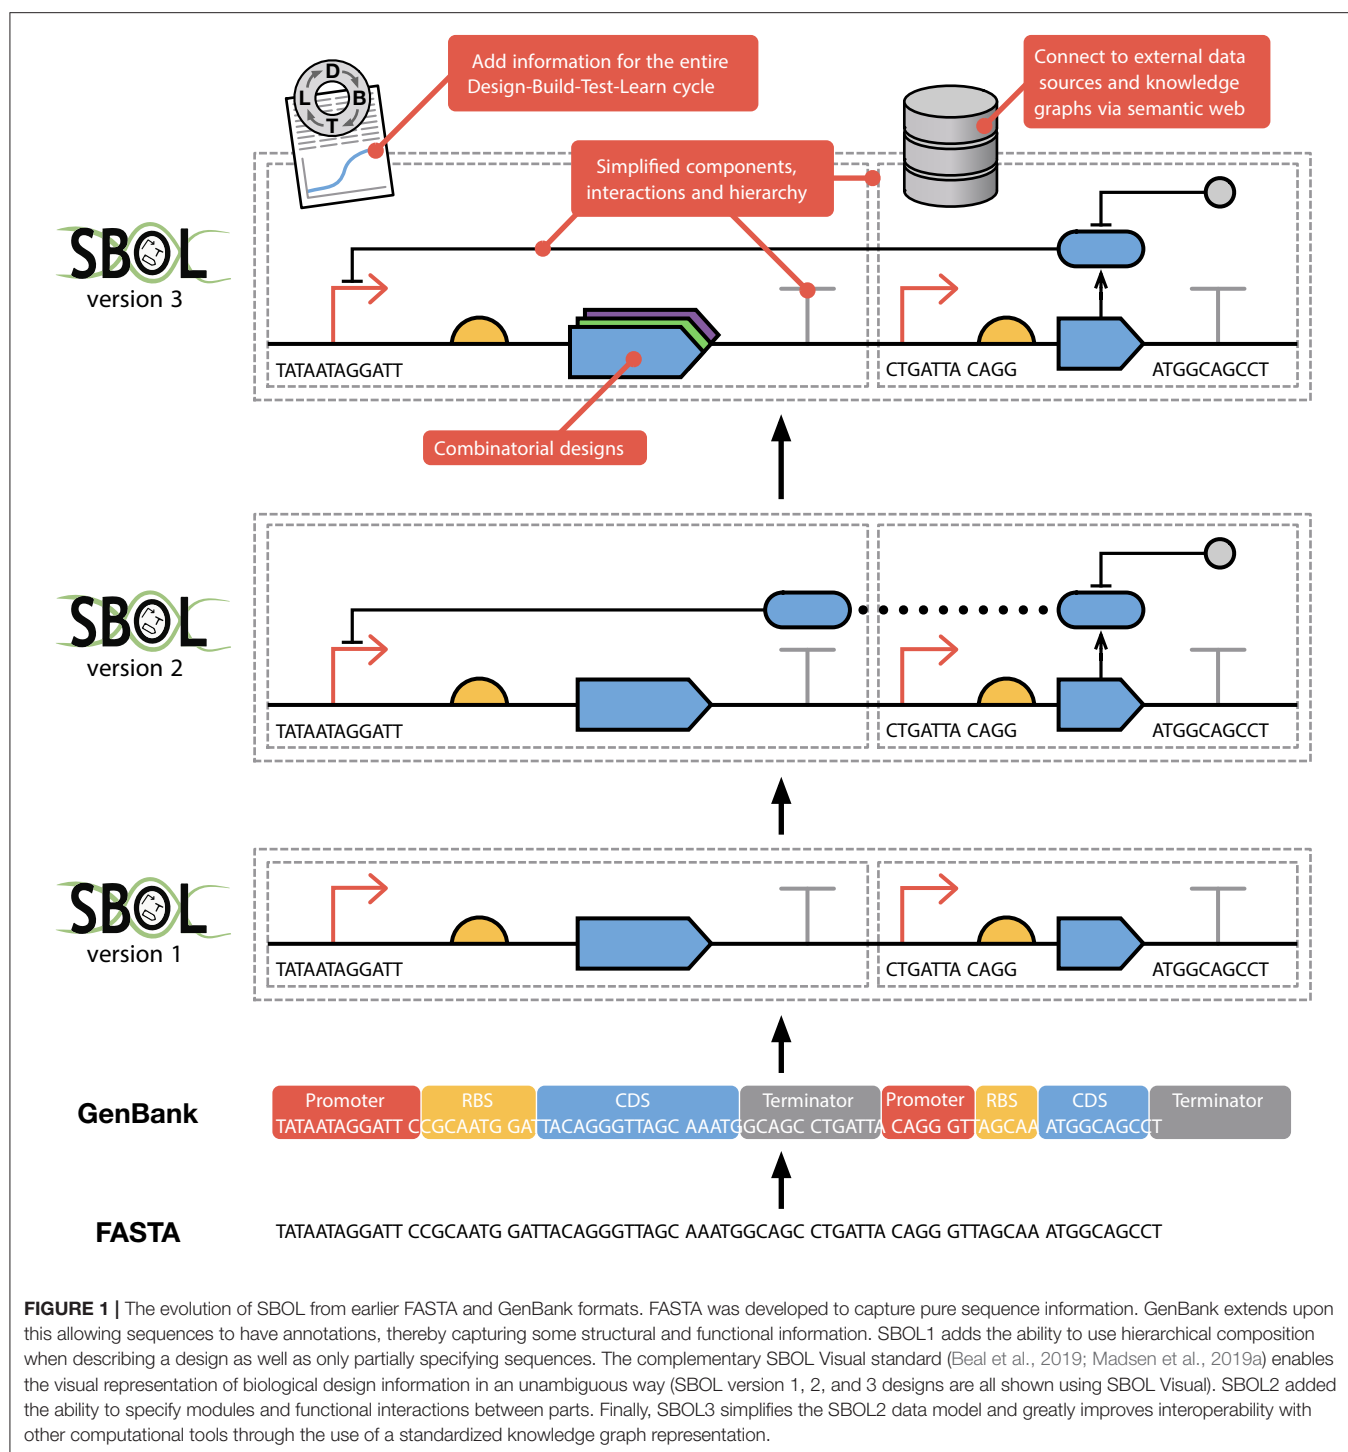 Add information for the entire
Design-Build-Test-Learn cycle
Connect to external data
sources and knowledge
graphs via semantic web
D
L B
T
Simplified components,
interactions and hierarchy
SBOL
version 3
TATAATAGGATT CTGATTA CAGG ATGGCAGCCT
Combinatorial designs
SBOL
version 2
TATAATAGGATT CTGATTA CAGG ATGGCAGCCT
SBOL
version 1
TATAATAGGATT CTGATTA CAGG ATGGCAGCCT
GenBank
Promoter RBS CDS Terminator Promoter RBS CDS Terminator
TATAATAGGATT CCGCAATG GATTACAGGGTTAGC AAATGGCAGC CTGATTA CAGG GTTAGCAA ATGGCAGCCT
FASTA
TATAATAGGATT CCGCAATG GATTACAGGGTTAGC AAATGGCAGC CTGATTA CAGG GTTAGCAA ATGGCAGCCT
FIGURE 1 | The evolution of SBOL from earlier FASTA and GenBank formats. FASTA was developed to capture pure sequence information. GenBank extends upon
this allowing sequences to have annotations, thereby capturing some structural and functional information. SBOL1 adds the ability to use hierarchical composition
when describing a design as well as only partially specifying sequences. The complementary SBOL Visual standard (Beal et al., 2019; Madsen et al., 2019a) enables
the visual representation of biological design information in an unambiguous way (SBOL version 1, 2, and 3 designs are all shown using SBOL Visual). SBOL2 added
the ability to specify modules and functional interactions between parts. Finally, SBOL3 simplifies the SBOL2 data model and greatly improves interoperability with
other computational tools through the use of a standardized knowledge graph representation.